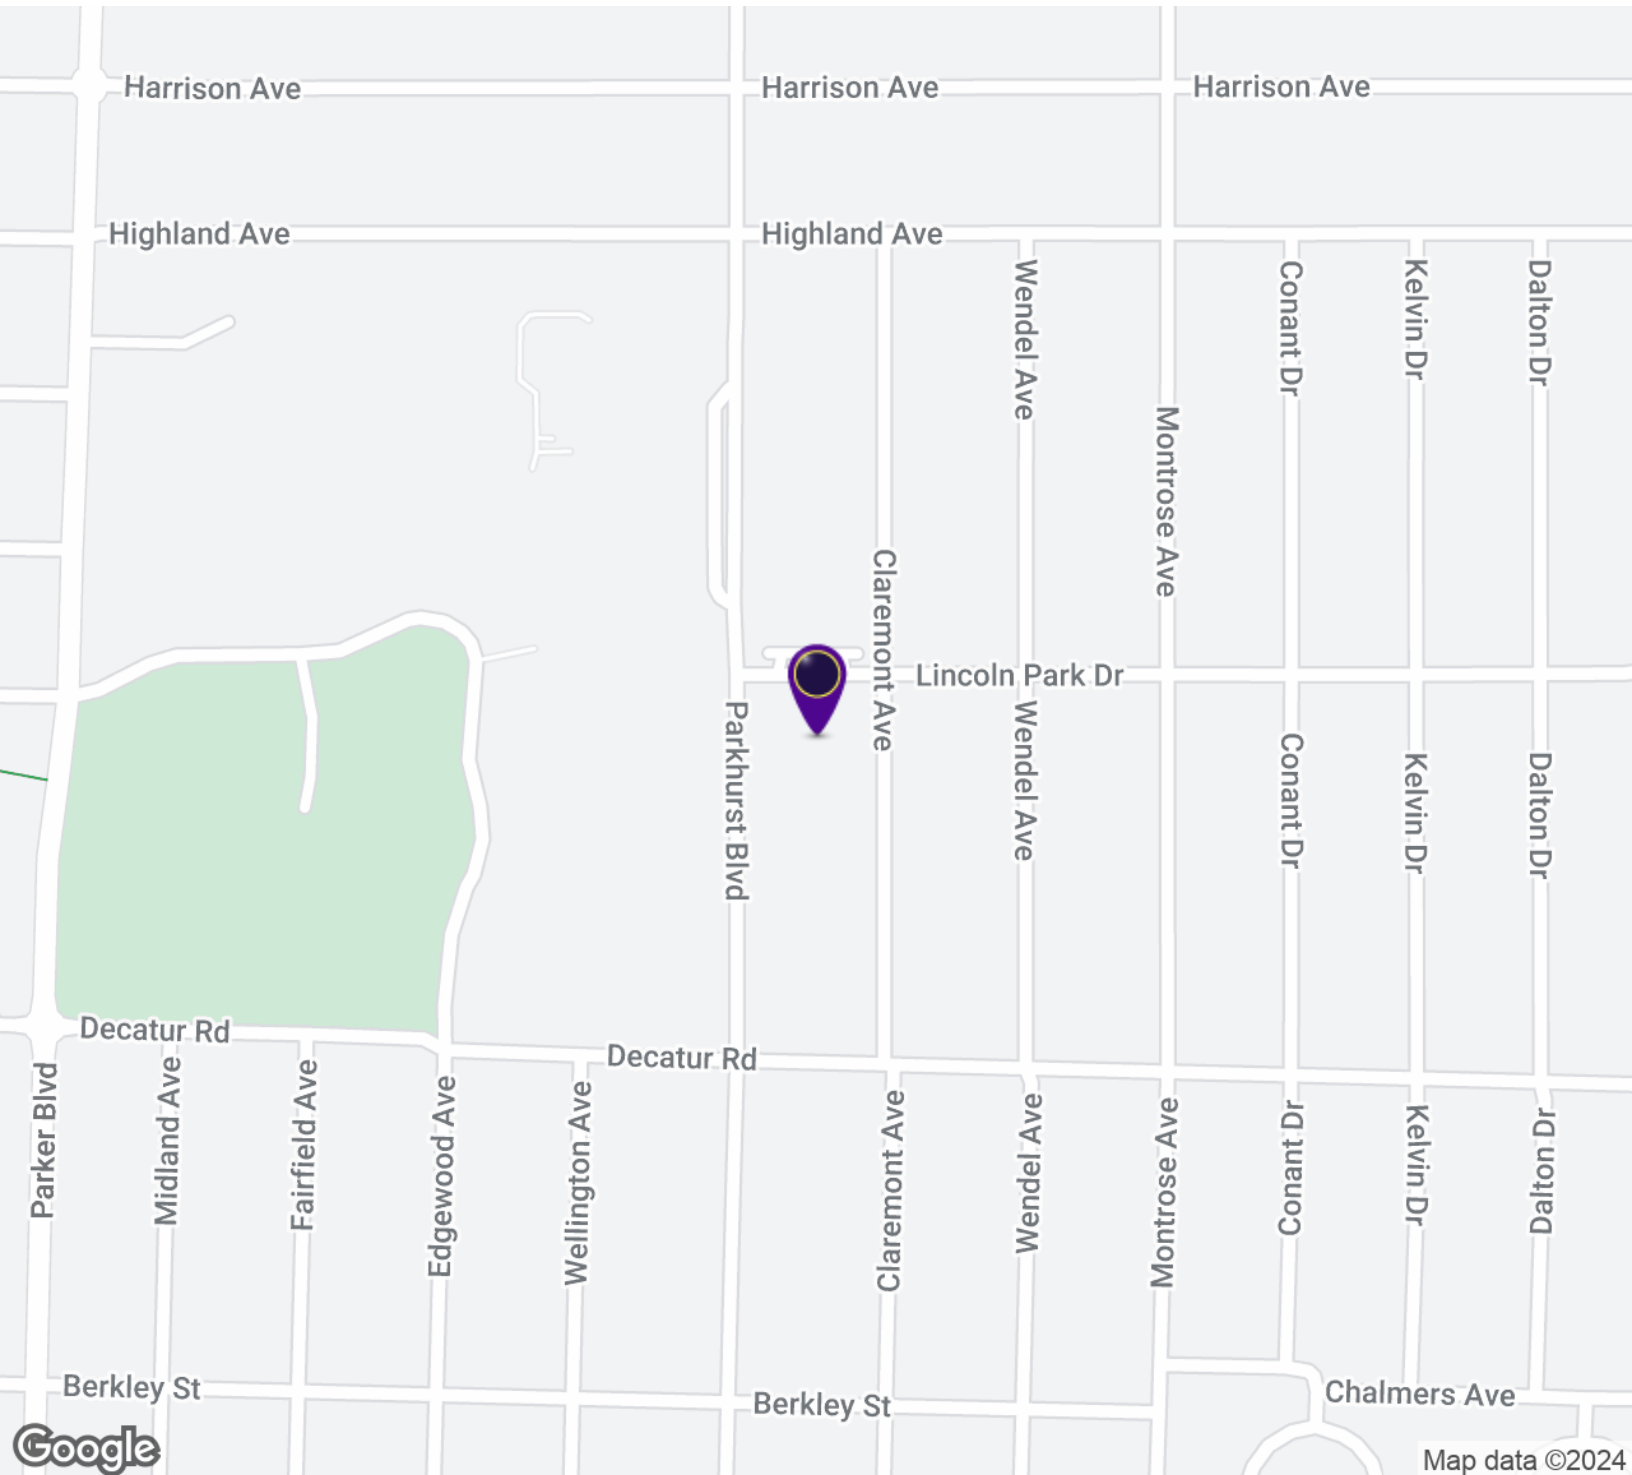 Harrison Ave
Harrison Ave
Harrison Ave
Highland Ave
Highland Ave
Wendel Ave
Conant Dr
Kelvin Dr
Dalton Dr
Montrose Ave
Claremont Ave
Lincoln Park Dr
Parkhurst Blvd
Wendel Ave
Conant Dr
Kelvin Dr
Dalton Dr
Decatur Rd
Decatur Rd
Parker Blvd
Midland Ave
Fairfield Ave
Edgewood Ave
Wellington Ave
Claremont Ave
Wendel Ave
Montrose Ave
Conant Dr
Kelvin Dr
Dalton Dr
Berkley St
Berkley St
Chalmers Ave
Google
Map data ©2024